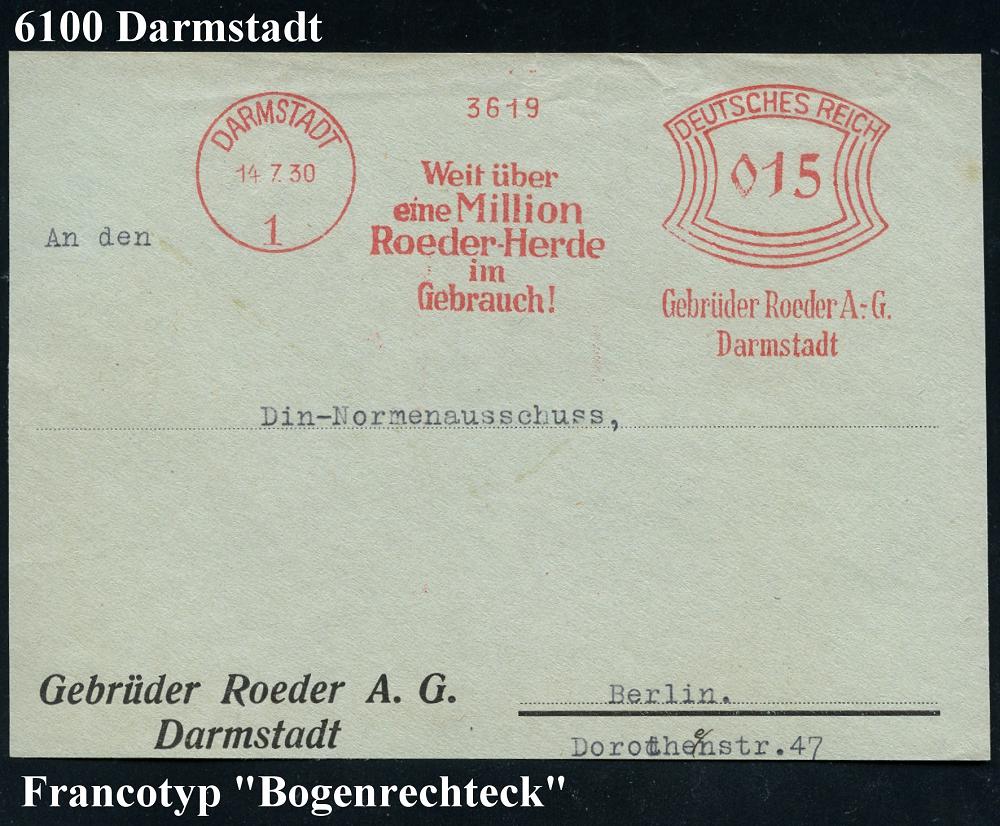 6100 Darmstadt
DARMSTADT
14.7.30
1
3619
Weit über
eine Million
Roeder-Herde
im
Gebrauch!
DEUTSCHES REICH
015
Gebrüder Roeder A.-G.
Darmstadt
An den
Din-Normenausschuss,
Gebrüder Roeder A. G.
Darmstadt
Berlin.
Dorotheenstr.47
Francotyp "Bogenrechteck"